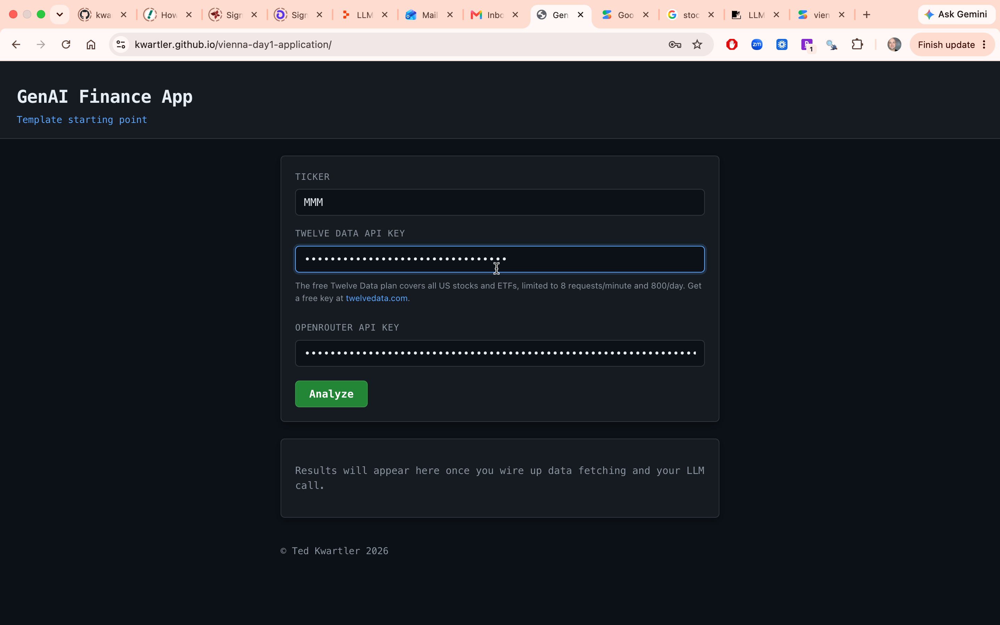 kwa
How
Sign
Sign
LLM
Mail
Inbo
Gen
Goo
stoc
LLM
vien
Ask Gemini
kwartler.github.io/vienna-day1-application/
zm
1
Finish update
GenAI Finance App
Template starting point
TICKER
MMM
TWELVE DATA API KEY
The free Twelve Data plan covers all US stocks and ETFs, limited to 8 requests/minute and 800/day. Get
a free key at twelvedata.com.
OPENROUTER API KEY
Analyze
Results will appear here once you wire up data fetching and your LLM
call.
© Ted Kwartler 2026